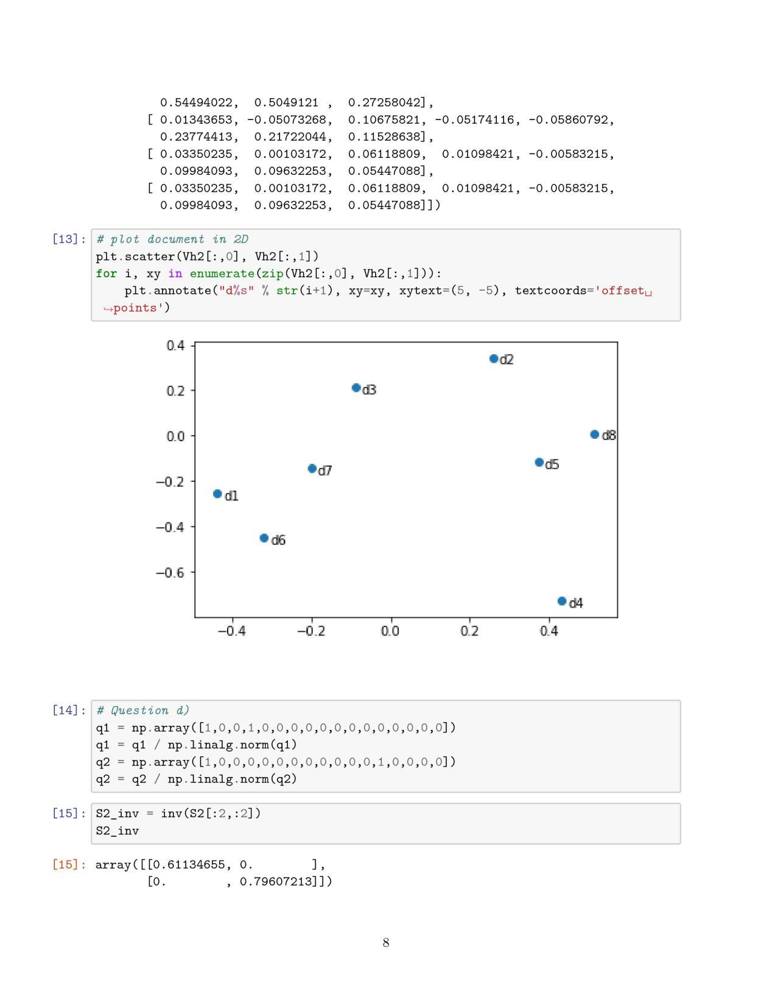 0.54494022, 0.5049121 , 0.27258042],
[ 0.01343653, -0.05073268, 0.10675821, -0.05174116, -0.05860792,
0.23774413, 0.21722044, 0.11528638],
[ 0.03350235, 0.00103172, 0.06118809, 0.01098421, -0.00583215,
0.09984093, 0.09632253, 0.05447088],
[ 0.03350235, 0.00103172, 0.06118809, 0.01098421, -0.00583215,
0.09984093, 0.09632253, 0.05447088]])
[13]: # plot document in 2D
plt.scatter(Vh2[:,0], Vh2[:,1])
for i, xy in enumerate(zip(Vh2[:,0], Vh2[:,1])):
    plt.annotate("d%s" % str(i+1), xy=xy, xytext=(5, -5), textcoords='offset␣
↪points')
0.4
d2
0.2
d3
0.0
d8
d5
d7
−0.2
d1
−0.4
d6
−0.6
d4
−0.4 −0.2 0.0 0.2 0.4
[14]: # Question d)
q1 = np.array([1,0,0,1,0,0,0,0,0,0,0,0,0,0,0,0,0])
q1 = q1 / np.linalg.norm(q1)
q2 = np.array([1,0,0,0,0,0,0,0,0,0,0,0,1,0,0,0,0])
q2 = q2 / np.linalg.norm(q2)
[15]: S2_inv = inv(S2[:2,:2])
S2_inv
[15]: array([[0.61134655, 0. ],
[0. , 0.79607213]])
8